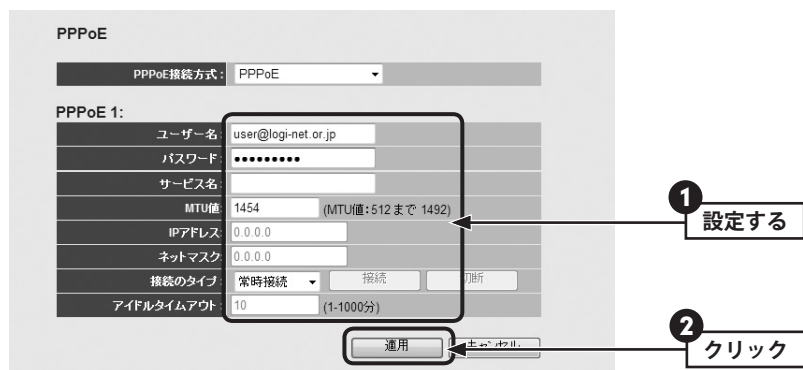 PPPoE
PPPoE接続方式: PPPoE
PPPoE 1:
ユーザー名: user@logi-net.or.jp
パスワード: ●●●●●●●●●
サービス名:
MTU値: 1454 (MTU値:512 まで 1492)
IPアドレス: 0.0.0.0
ネットマスク: 0.0.0.0
接続のタイプ: 常時接続 接続 切断
アイドルタイムアウト: 10 (1-1000分)
1 設定する
適用 キャンセル
2 クリック